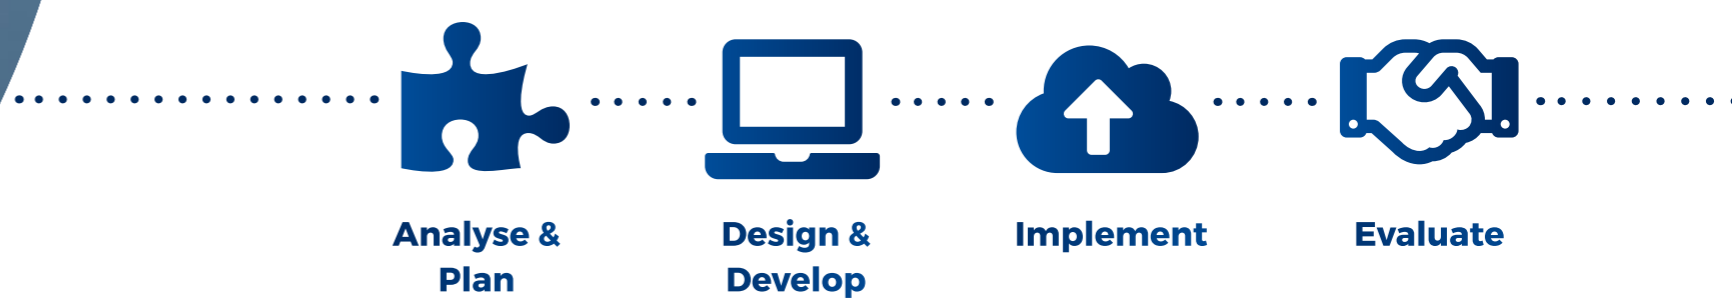 Analyse &
Plan
Design &
Develop
Implement
Evaluate